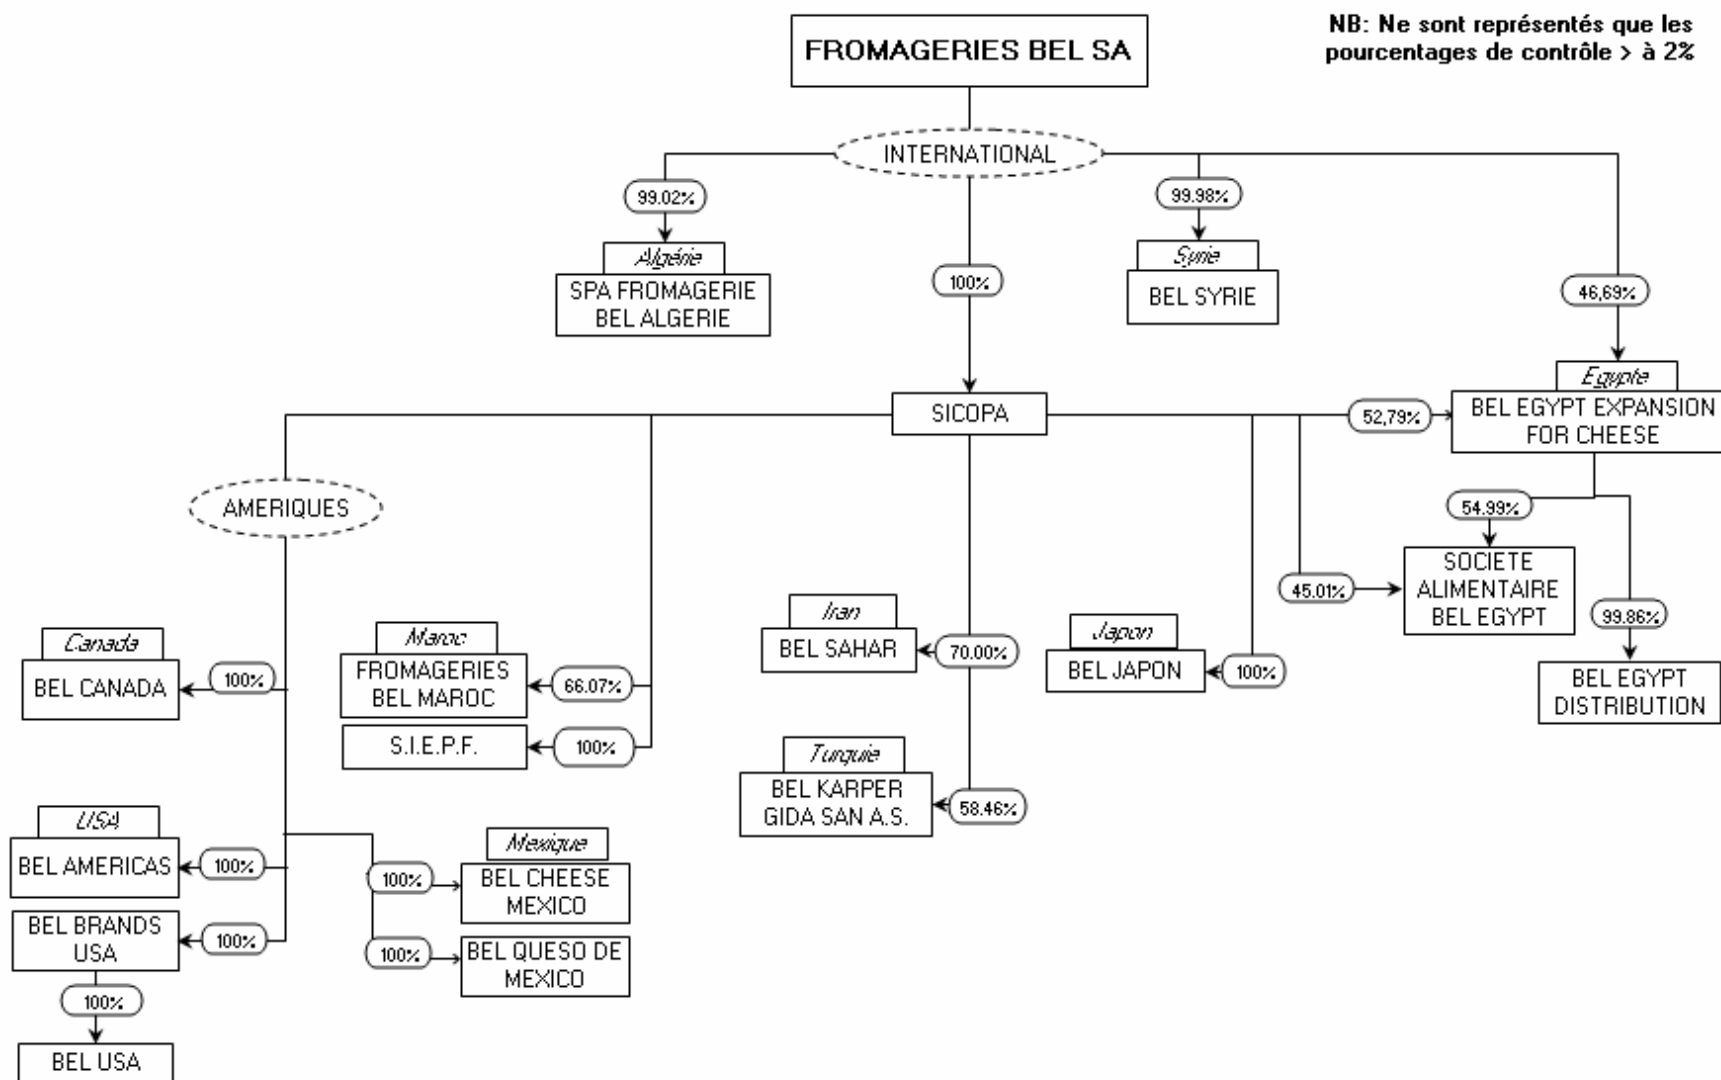 NB: Ne sont représentés que les
pourcentages de contrôle > à 2%
FROMAGERIES BEL SA
INTERNATIONAL
99.02%
99.98%
Algérie
SPA FROMAGERIE
BEL ALGERIE
100%
Syrie
BEL SYRIE
46,69%
Egypte
BEL EGYPT EXPANSION
FOR CHEESE
SICOPA
52,79%
AMERIQUES
54.99%
SOCIETE
ALIMENTAIRE
BEL EGYPT
45.01%
99.86%
BEL EGYPT
DISTRIBUTION
Canada
BEL CANADA
100%
Maroc
FROMAGERIES
BEL MAROC
66.07%
S.I.E.P.F.
100%
Iran
BEL SAHAR
70.00%
Japon
BEL JAPON
100%
Turquie
BEL KARPER
GIDA SAN A.S.
58.46%
USA
BEL AMERICAS
100%
Mexique
100%
BEL CHEESE
MEXICO
BEL BRANDS
USA
100%
100%
BEL QUESO DE
MEXICO
100%
BEL USA